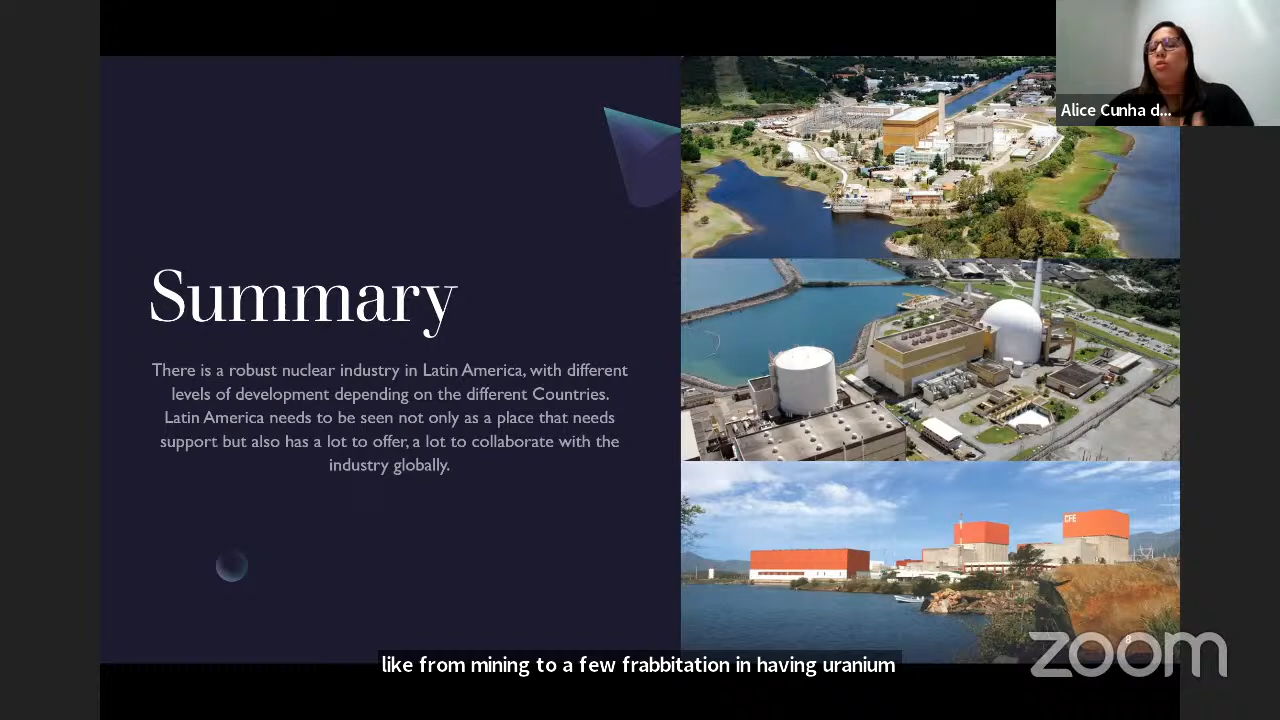 Alice Cunha d...
Summary
There is a robust nuclear industry in Latin America, with different
levels of development depending on the different Countries.
Latin America needs to be seen not only as a place that needs
support but also has a lot to offer, a lot to collaborate with the
industry globally.
CFE
8
zoom
like from mining to a few frabbitation in having uranium